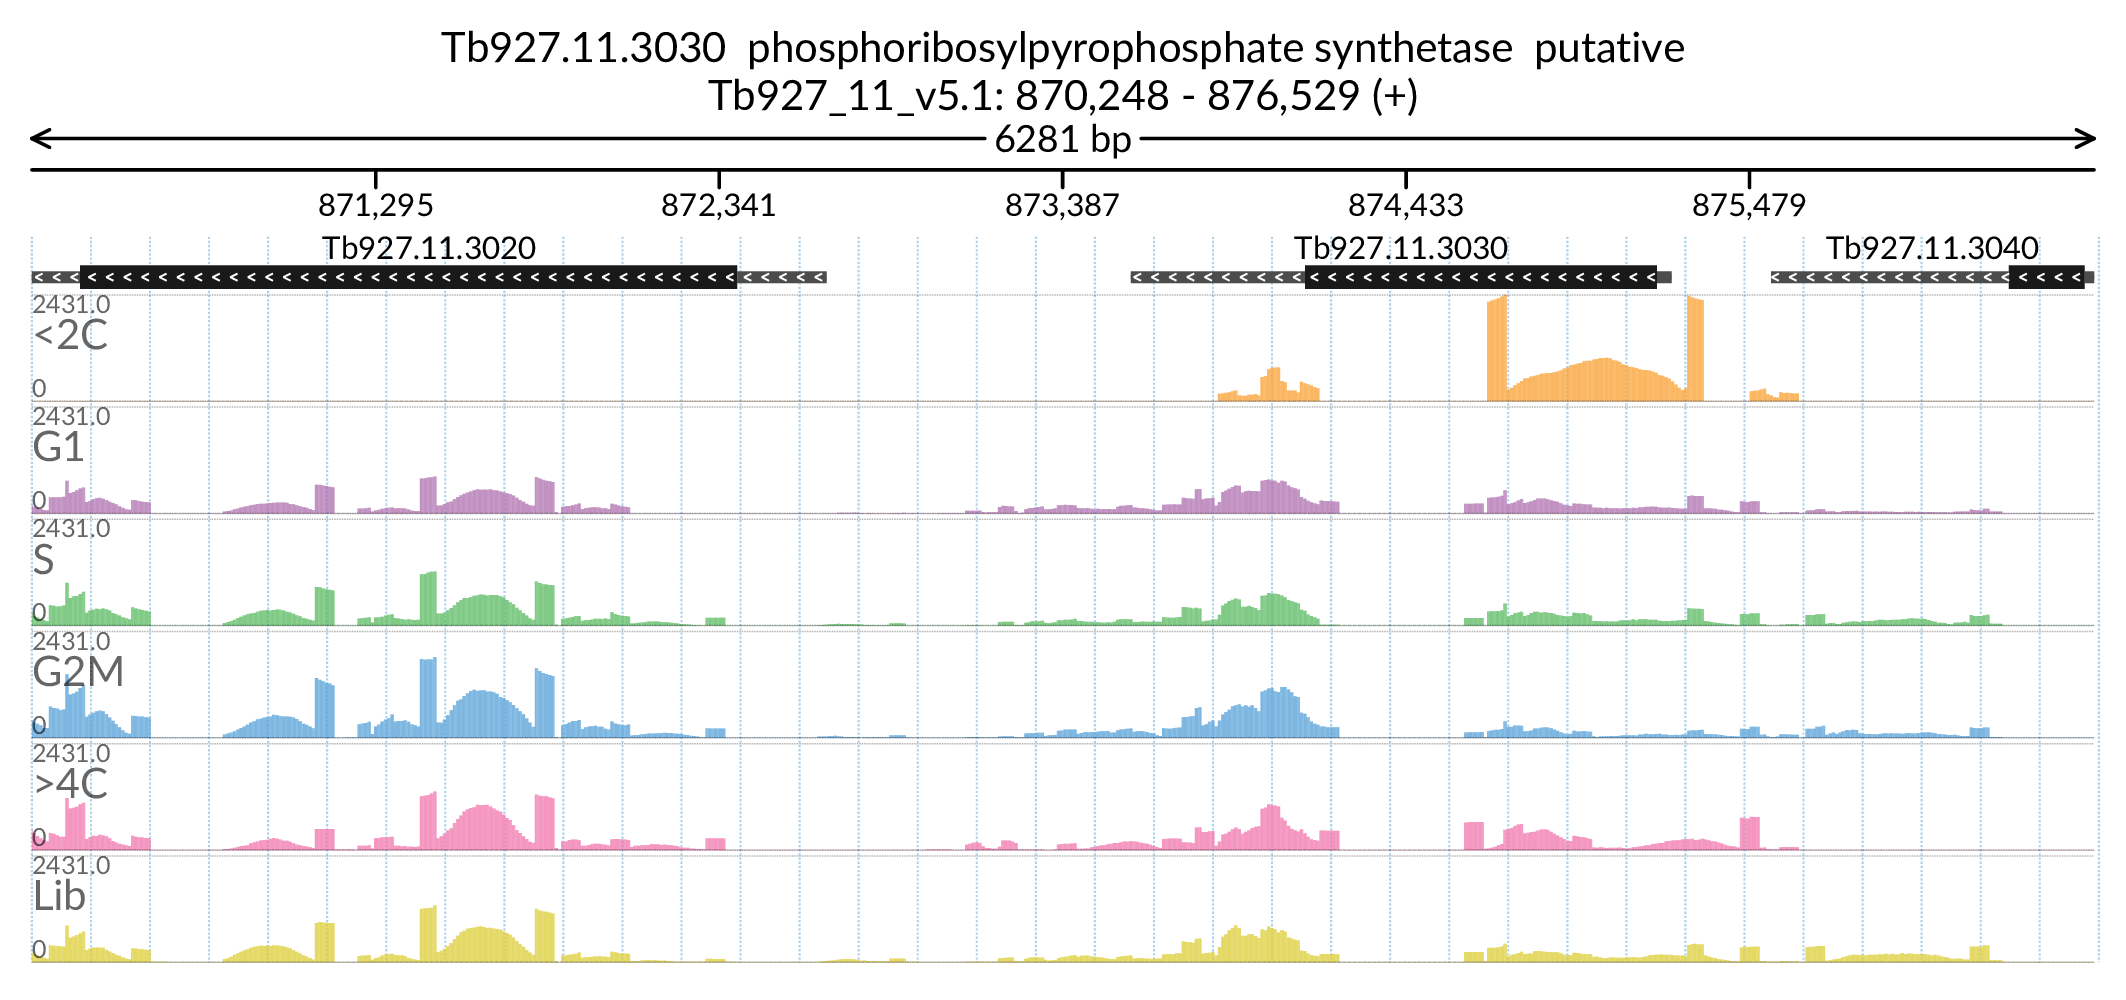 Tb927.11.3030 phosphoribosylpyrophosphate synthetase putative
Tb927_11_v5.1: 870,248 - 876,529 (+)
6281 bp
871,295 872,341 873,387 874,433 875,479
Tb927.11.3020 Tb927.11.3030 Tb927.11.3040
2431.0
<2C
0
2431.0
G1
0
2431.0
S
0
2431.0
G2M
0
2431.0
>4C
0
2431.0
Lib
0